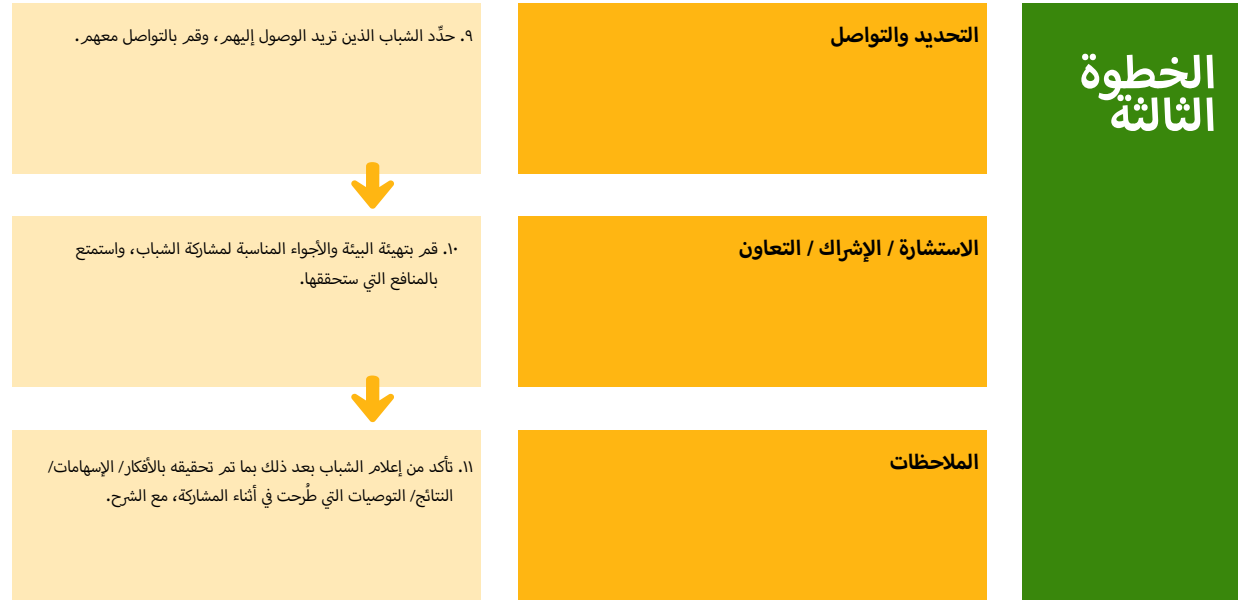 الخطوة
الثالثة
التحديد والتواصل
٩. حدِّد الشباب الذين تريد الوصول إليهم، وقم بالتواصل معهم.
الاستشارة / الإشراك / التعاون
١٠. قم بتهيئة البيئة والأجواء المناسبة لمشاركة الشباب، واستمتع
بالمنافع التي ستحققها.
الملاحظات
١١. تأكد من إعلام الشباب بعد ذلك بما تم تحقيقه بالأفكار/ الإسهامات/
النتائج/ التوصيات التي طُرحت في أثناء المشاركة، مع الشرح.